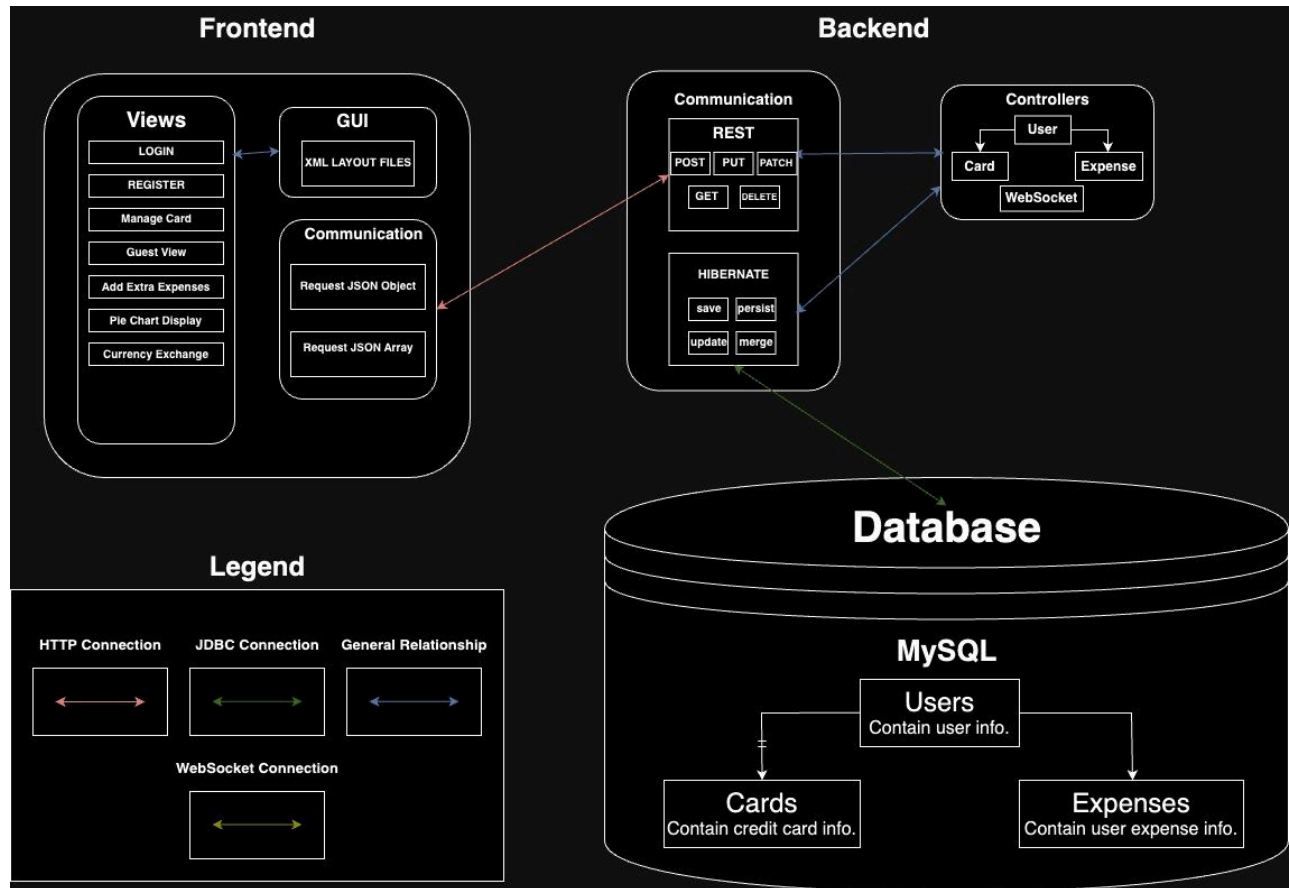 Frontend
Views
LOGIN
REGISTER
Manage Card
Guest View
Add Extra Expenses
Pie Chart Display
Currency Exchange
GUI
XML LAYOUT FILES
Communication
Request JSON Object
Request JSON Array
Backend
Communication
REST
POST PUT PATCH
GET DELETE
HIBERNATE
save persist
update merge
Controllers
User
Card Expense
WebSocket
Database
MySQL
Users
Contain user info.
Cards
Contain credit card info.
Expenses
Contain user expense info.
Legend
HTTP Connection JDBC Connection General Relationship
WebSocket Connection